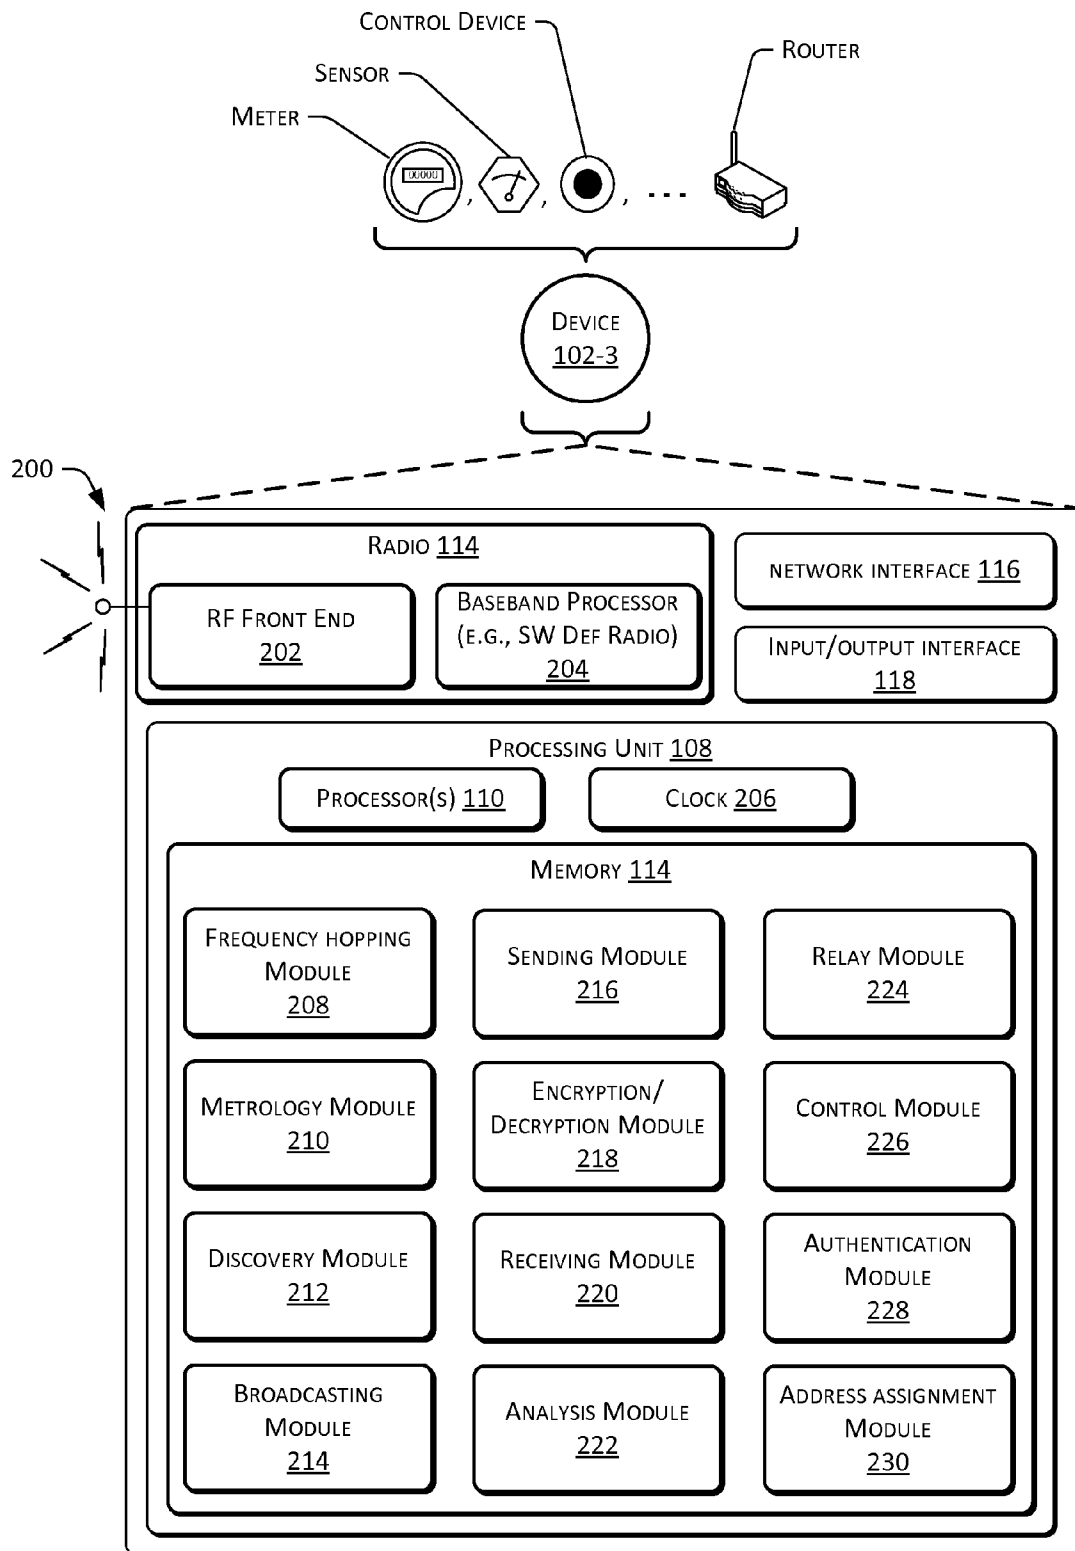 CONTROL DEVICE
ROUTER
SENSOR
METER
00000
, , , ...
DEVICE
102-3
200
RADIO 114
RF FRONT END
202
BASEBAND PROCESSOR
(E.G., SW DEF RADIO)
204
NETWORK INTERFACE 116
INPUT/OUTPUT INTERFACE
118
PROCESSING UNIT 108
PROCESSOR(S) 110
CLOCK 206
MEMORY 114
FREQUENCY HOPPING
MODULE
208
SENDING MODULE
216
RELAY MODULE
224
METROLOGY MODULE
210
ENCRYPTION/
DECRYPTION MODULE
218
CONTROL MODULE
226
DISCOVERY MODULE
212
RECEIVING MODULE
220
AUTHENTICATION
MODULE
228
BROADCASTING
MODULE
214
ANALYSIS MODULE
222
ADDRESS ASSIGNMENT
MODULE
230